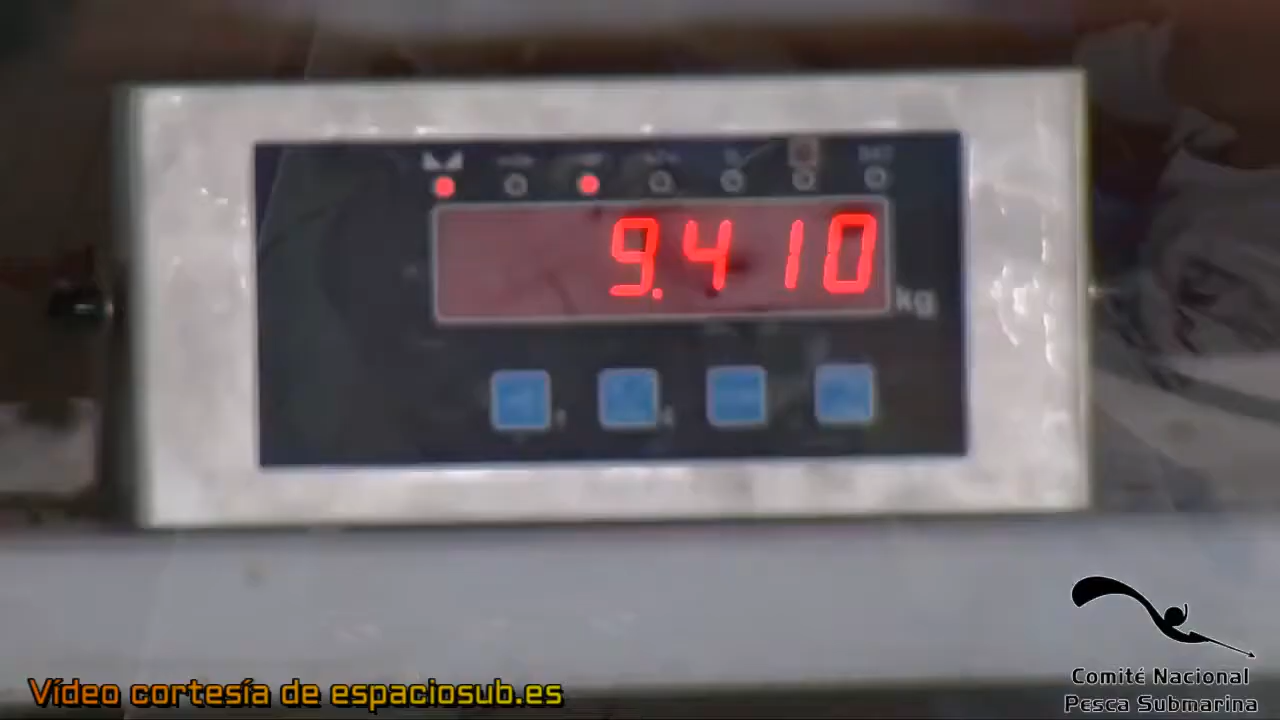 9.410
kg
Vídeo cortesía de espaciosub.es
Comité Nacional
Pesca Submarina